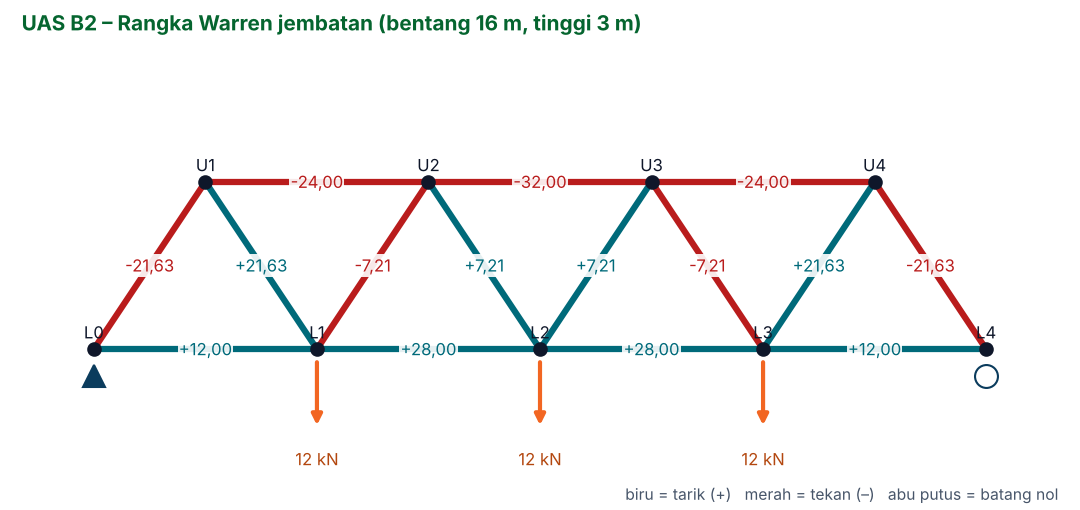 UAS B2 – Rangka Warren jembatan (bentang 16 m, tinggi 3 m)
U1 U2 U3 U4
-24,00 -32,00 -24,00
-21,63 +21,63 -7,21 +7,21 +7,21 -7,21 +21,63 -21,63
L0 L1 L2 L3 L4
+12,00 +28,00 +28,00 +12,00
12 kN 12 kN 12 kN
biru = tarik (+) merah = tekan (–) abu putus = batang nol